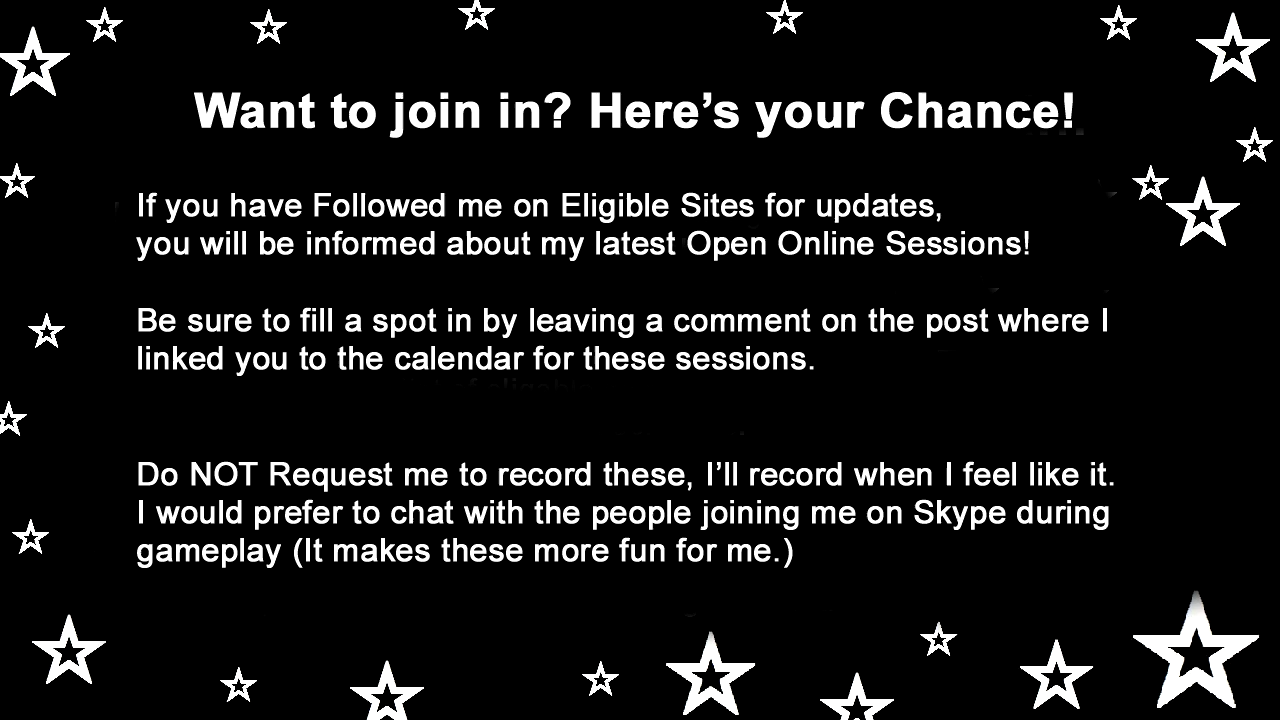 Want to join in? Here’s your Chance!
If you have Followed me on Eligible Sites for updates,
you will be informed about my latest Open Online Sessions!
Be sure to fill a spot in by leaving a comment on the post where I
linked you to the calendar for these sessions.
Do NOT Request me to record these, I’ll record when I feel like it.
I would prefer to chat with the people joining me on Skype during
gameplay (It makes these more fun for me.)